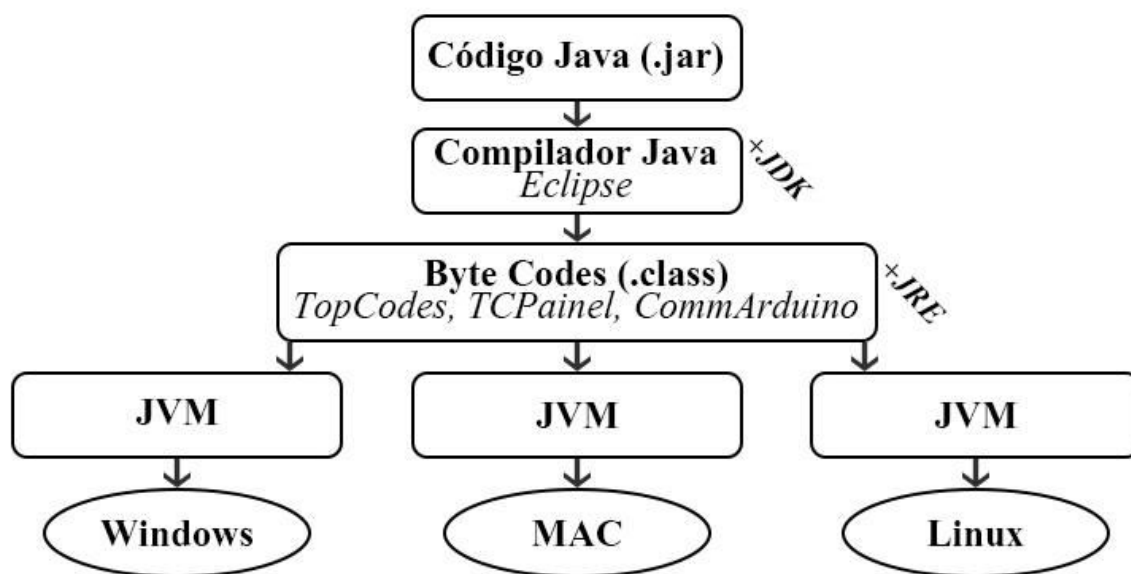 Código Java (.jar)
Compilador Java
Eclipse
+JDK
Byte Codes (.class)
TopCodes, TCPainel, CommArduino
+JRE
JVM
JVM
JVM
Windows
MAC
Linux